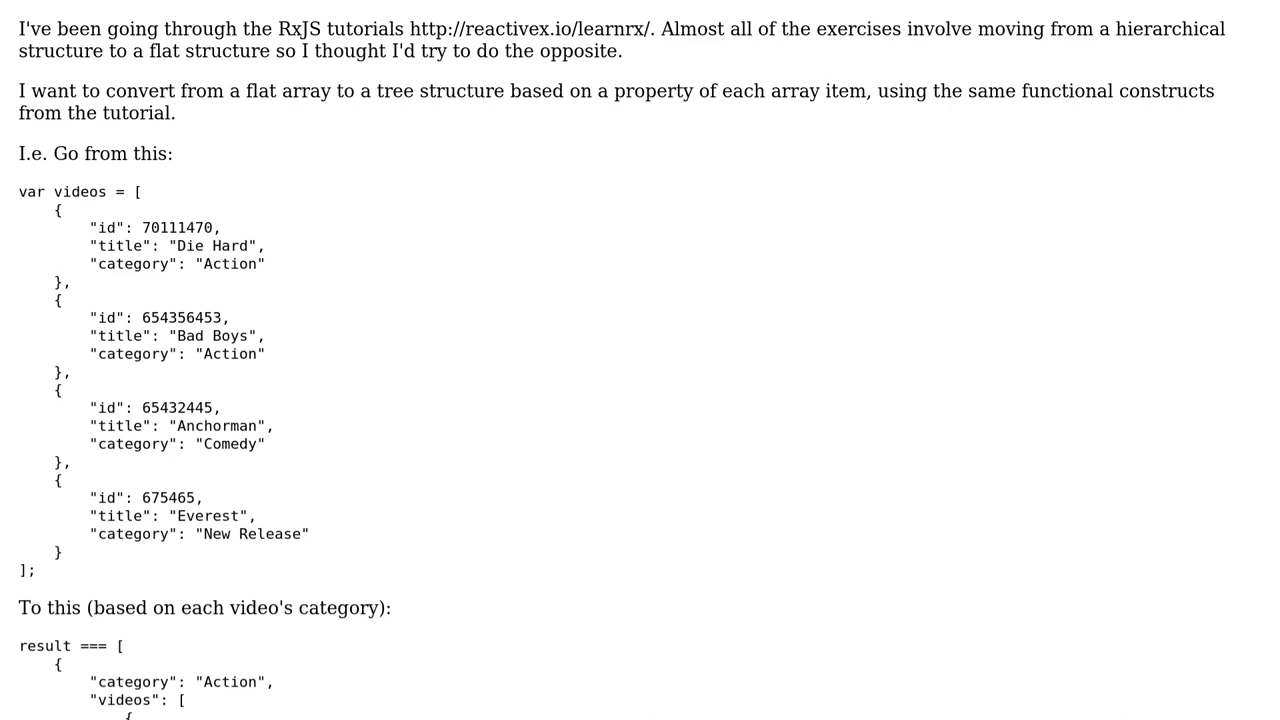 I've been going through the RxJS tutorials http://reactivex.io/learnrx/. Almost all of the exercises involve moving from a hierarchical
structure to a flat structure so I thought I'd try to do the opposite.
I want to convert from a flat array to a tree structure based on a property of each array item, using the same functional constructs
from the tutorial.
I.e. Go from this:
var videos = [
    {
        "id": 70111470,
        "title": "Die Hard",
        "category": "Action"
    },
    {
        "id": 654356453,
        "title": "Bad Boys",
        "category": "Action"
    },
    {
        "id": 65432445,
        "title": "Anchorman",
        "category": "Comedy"
    },
    {
        "id": 675465,
        "title": "Everest",
        "category": "New Release"
    }
];
To this (based on each video's category):
result === [
    {
        "category": "Action",
        "videos": [
            {